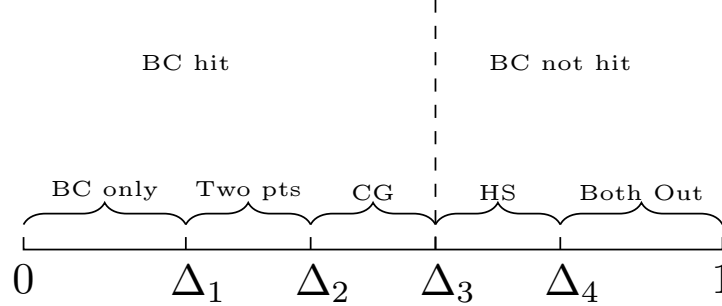 BC hit BC not hit
BC only Two pts CG HS Both Out
0 Δ₁ Δ₂ Δ₃ Δ₄ 1